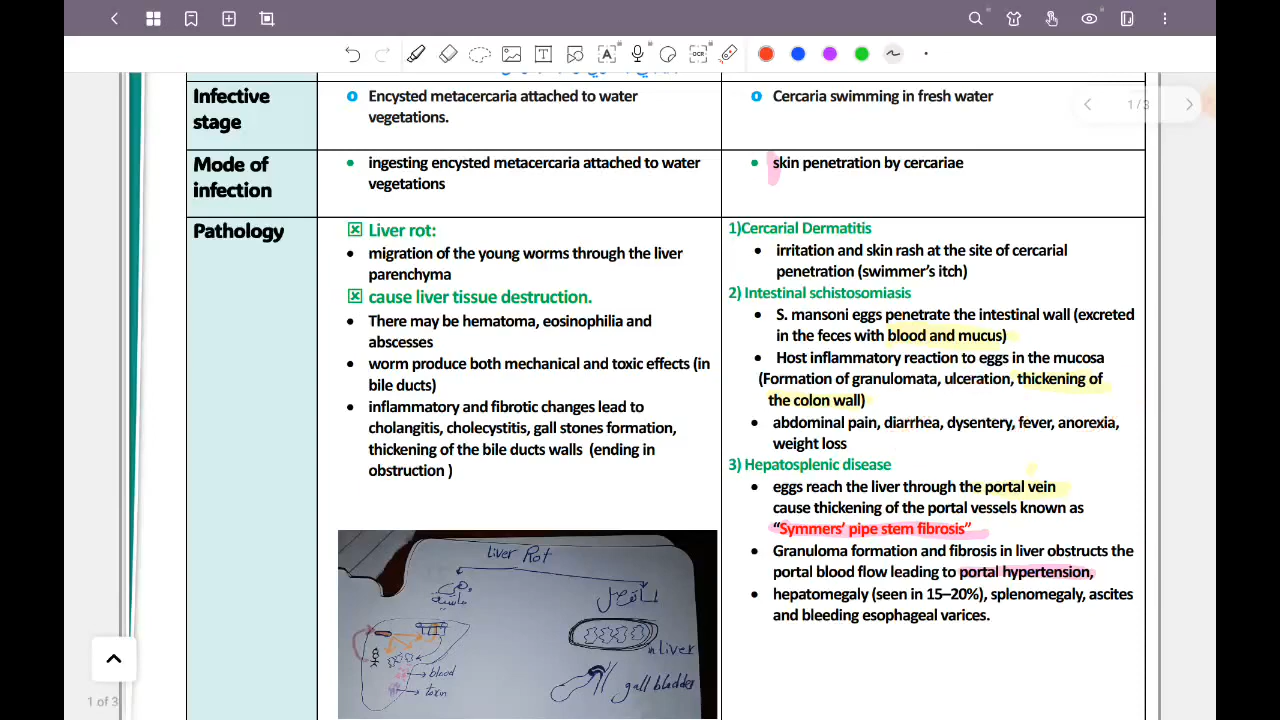 1/3
Infective
stage
Encysted metacercaria attached to water
vegetations.
Cercaria swimming in fresh water
Mode of
infection
ingesting encysted metacercaria attached to water
vegetations
skin penetration by cercariae
Pathology
Liver rot:
migration of the young worms through the liver
parenchyma
cause liver tissue destruction.
There may be hematoma, eosinophilia and
abscesses
worm produce both mechanical and toxic effects (in
bile ducts)
inflammatory and fibrotic changes lead to
cholangitis, cholecystitis, gall stones formation,
thickening of the bile ducts walls (ending in
obstruction )
1)Cercarial Dermatitis
irritation and skin rash at the site of cercarial
penetration (swimmer's itch)
2) Intestinal schistosomiasis
S. mansoni eggs penetrate the intestinal wall (excreted
in the feces with blood and mucus)
Host inflammatory reaction to eggs in the mucosa
(Formation of granulomata, ulceration, thickening of
the colon wall)
abdominal pain, diarrhea, dysentery, fever, anorexia,
weight loss
3) Hepatosplenic disease
eggs reach the liver through the portal vein
cause thickening of the portal vessels known as
“Symmers’ pipe stem fibrosis”
Granuloma formation and fibrosis in liver obstructs the
portal blood flow leading to portal hypertension,
hepatomegaly (seen in 15–20%), splenomegaly, ascites
and bleeding esophageal varices.
Liver Rot
وهي
ماشية
in Liver
gall bladder
blood
toxin
1 of 3
OCR
T
A